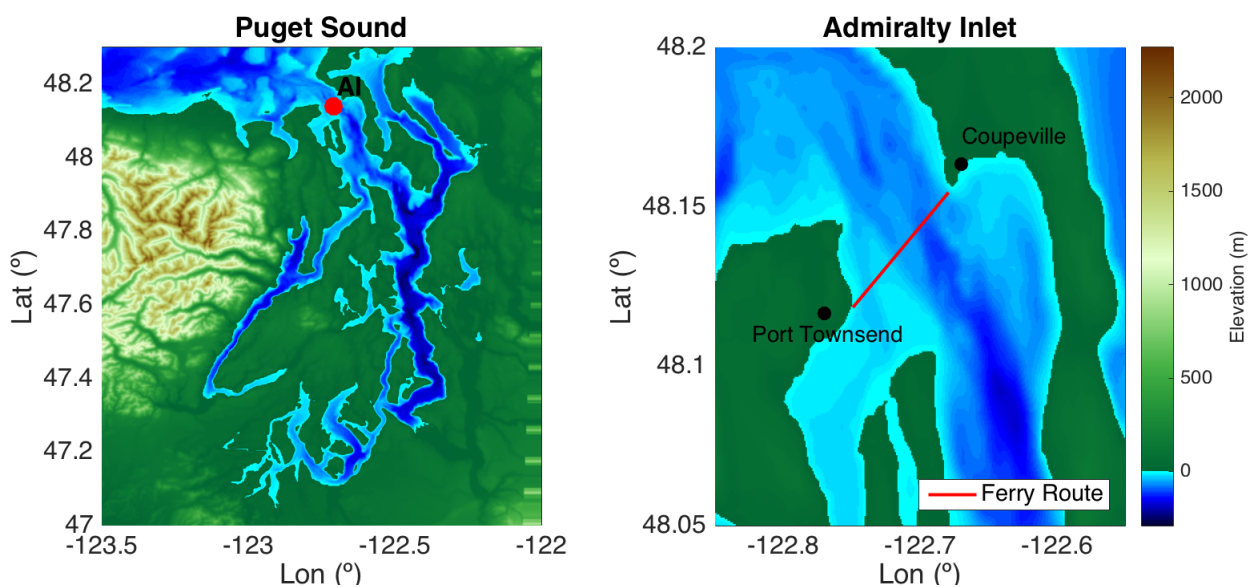 Puget Sound
AI
48.2
48
47.8
47.6
47.4
47.2
47
-123.5
-123
-122.5
-122
Lat (º)
Lon (º)
Admiralty Inlet
Coupeville
Port Townsend
Ferry Route
48.2
48.15
48.1
48.05
-122.8
-122.7
-122.6
Lat (º)
Lon (º)
2000
1500
1000
500
0
Elevation (m)